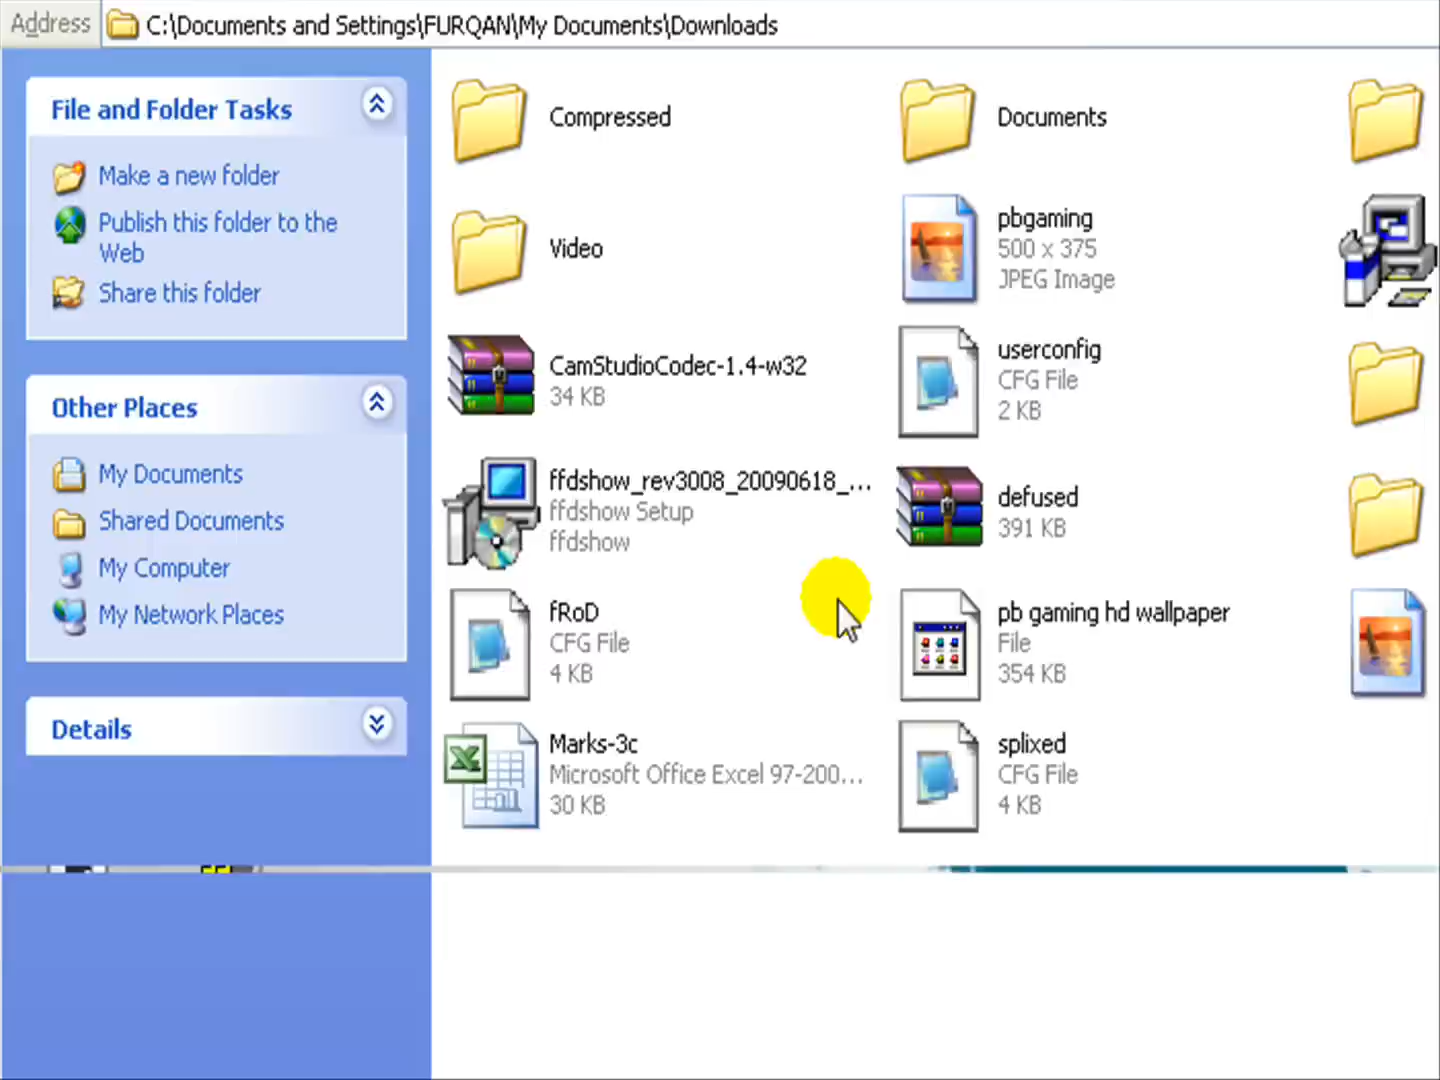 Address C:\Documents and Settings\FURQAN\My Documents\Downloads
File and Folder Tasks
Make a new folder
Publish this folder to the
Web
Share this folder
Other Places
My Documents
Shared Documents
My Computer
My Network Places
Details
Compressed
Documents
Video
pbgaming
500 x 375
JPEG Image
CamStudioCodec-1.4-w32
34 KB
userconfig
CFG File
2 KB
ffdshow_rev3008_20090618_...
ffdshow Setup
ffdshow
defused
391 KB
fRoD
CFG File
4 KB
pb gaming hd wallpaper
File
354 KB
Marks-3c
Microsoft Office Excel 97-200...
30 KB
splixed
CFG File
4 KB